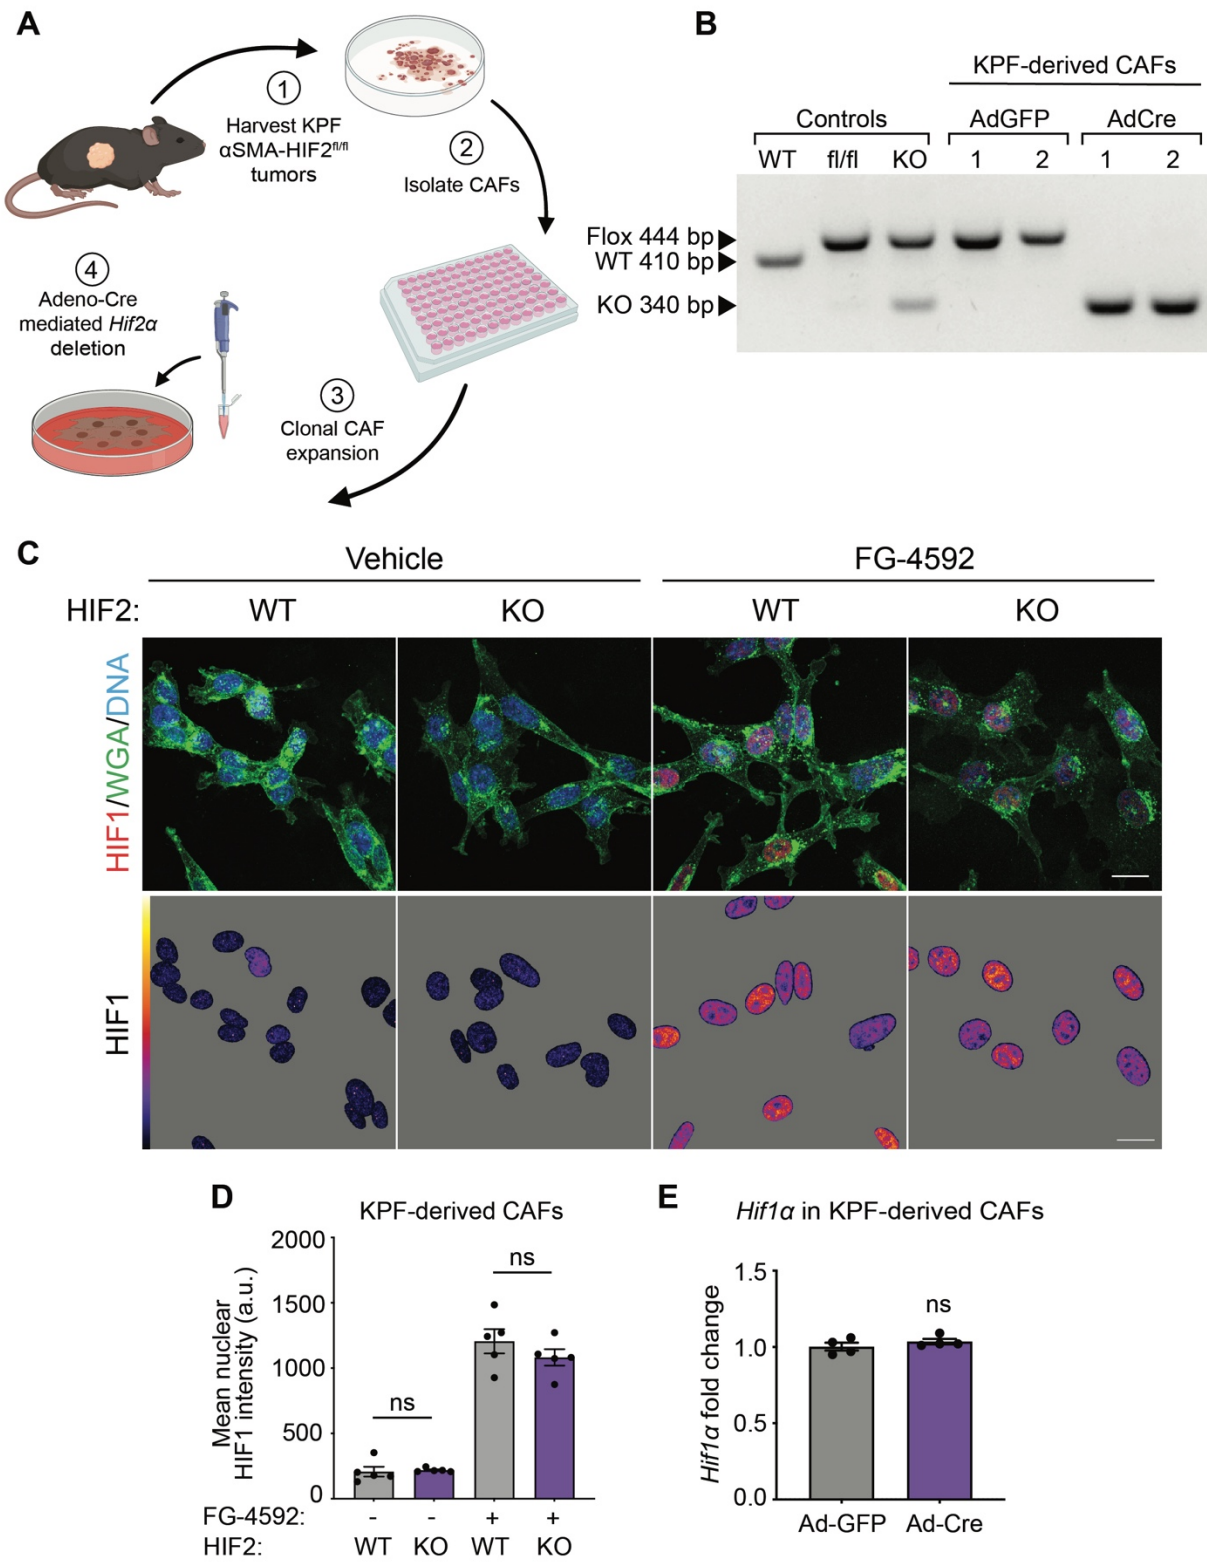 A
1
Harvest KPF
αSMA-HIF2fl/fl
tumors
2
Isolate CAFs
3
Clonal CAF
expansion
4
Adeno-Cre
mediated Hif2α
deletion
B
KPF-derived CAFs
Controls
AdGFP
AdCre
WT
fl/fl
KO
1
2
1
2
Flox 444 bp
WT 410 bp
KO 340 bp
C
Vehicle
FG-4592
HIF2:
WT
KO
WT
KO
HIF1/WGA/DNA
HIF1
D
KPF-derived CAFs
Mean nuclear
HIF1 intensity (a.u.)
2000
1500
1000
500
0
ns
ns
FG-4592:
-
-
+
+
HIF2:
WT
KO
WT
KO
E
Hif1α in KPF-derived CAFs
Hif1α fold change
1.5
1.0
0.5
0.0
ns
Ad-GFP
Ad-Cre